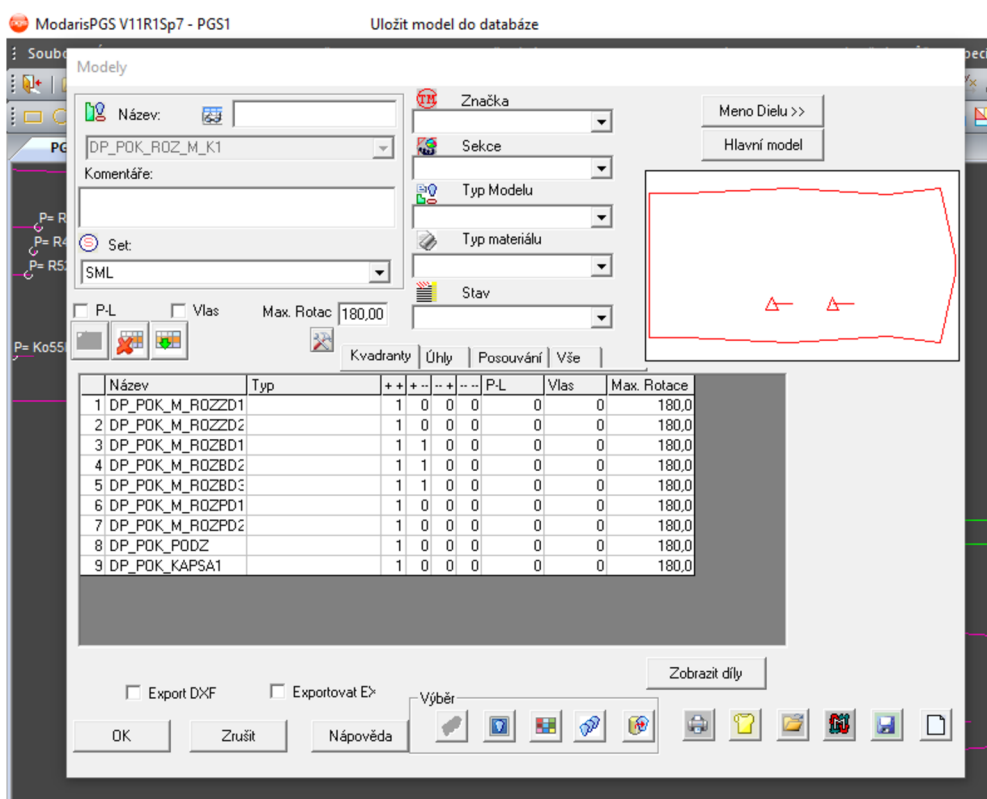 ModarisPGS V11R1Sp7 - PGS1 Uložit model do databáze
Soubo
Modely
Název:
DP_POK_ROZ_M_K1
Komentáře:
Set:
SML
TM Značka
Sekce
Typ Modelu
Typ materiálu
Stav
Meno Dielu >>
Hlavní model
PG
P= R
P= R4
P= R5
P= Ko55
P-L Vlas Max. Rotac 180,00
Kvadranty Úhly Posouvání Vše
Název Typ + + + -- -- + -- -- P-L Vlas Max. Rotace
1 DP_POK_M_ROZZD1 1 0 0 0 0 0 180,0
2 DP_POK_M_ROZZD2 1 0 0 0 0 0 180,0
3 DP_POK_M_ROZBD1 1 1 0 0 0 0 180,0
4 DP_POK_M_ROZBD2 1 1 0 0 0 0 180,0
5 DP_POK_M_ROZBD3 1 1 0 0 0 0 180,0
6 DP_POK_M_ROZPD1 1 0 0 0 0 0 180,0
7 DP_POK_M_ROZPD2 1 0 0 0 0 0 180,0
8 DP_POK_PODZ 1 0 0 0 0 0 180,0
9 DP_POK_KAPSA1 1 0 0 0 0 0 180,0
Zobrazit díly
Export DXF Exportovat EX
Výběr
OK Zrušit Nápověda